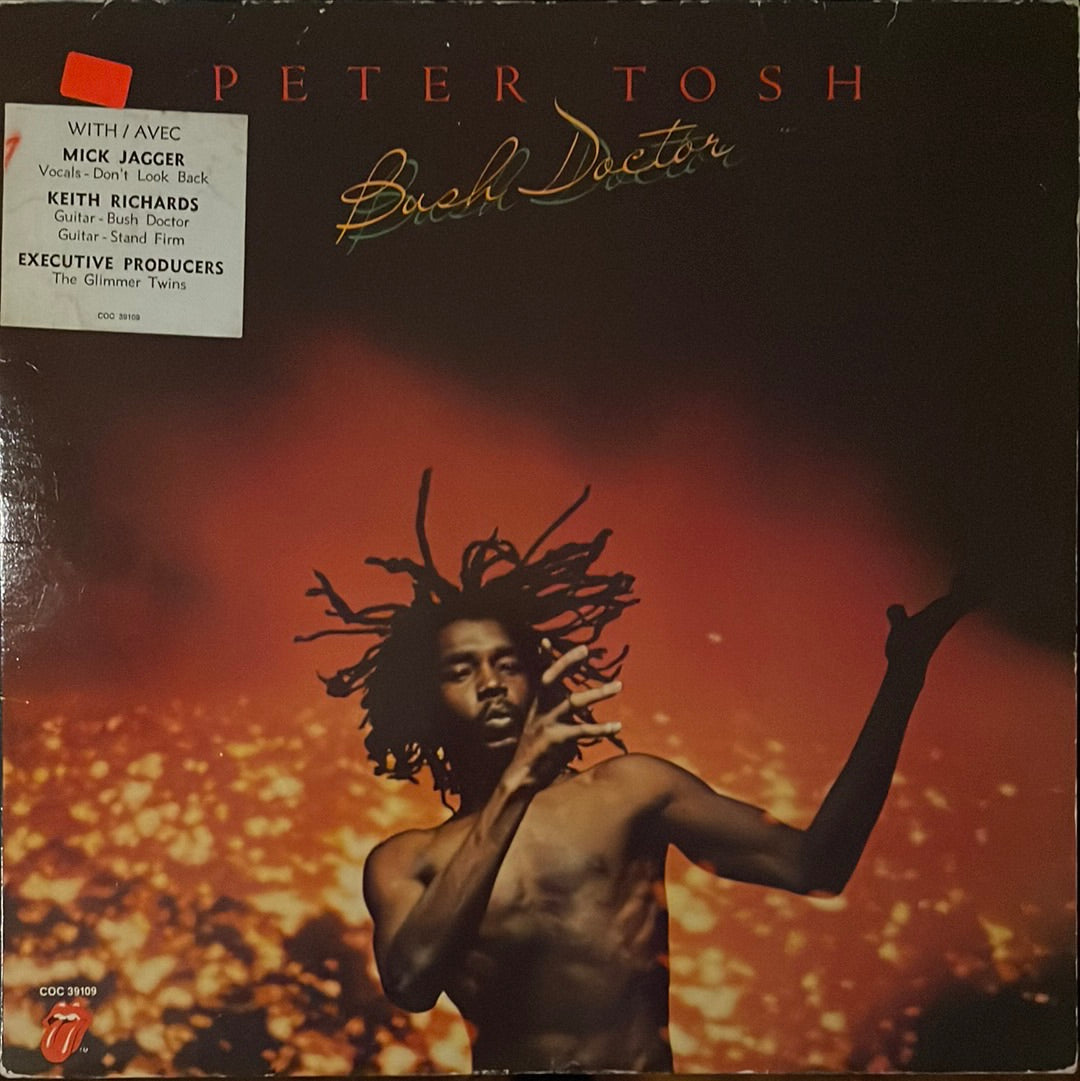 PETER TOSH
Bush Doctor
WITH / AVEC
MICK JAGGER
Vocals - Don't Look Back
KEITH RICHARDS
Guitar - Bush Doctor
Guitar - Stand Firm
EXECUTIVE PRODUCERS
The Glimmer Twins
COC 39109
COC 39109